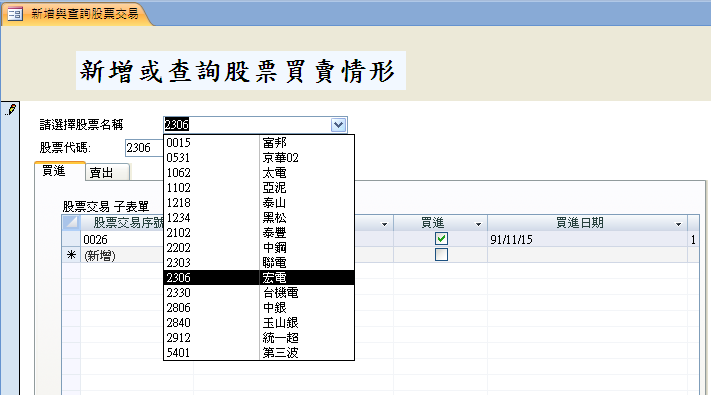 新增與查詢股票交易
新增或查詢股票買賣情形
請選擇股票名稱 2306
股票代碼: 2306
0015 富邦
0531 京華02
1062 太電
1102 亞泥
1218 泰山
1234 黑松
2102 泰豐
2202 中鋼
2303 聯電
2306 宏電
2330 台機電
2806 中銀
2840 玉山銀
2912 統一超
5401 第三波
買進 賣出
股票交易 子表單
股票交易序號 買進 買進日期
0026 91/11/15 1
(新增)